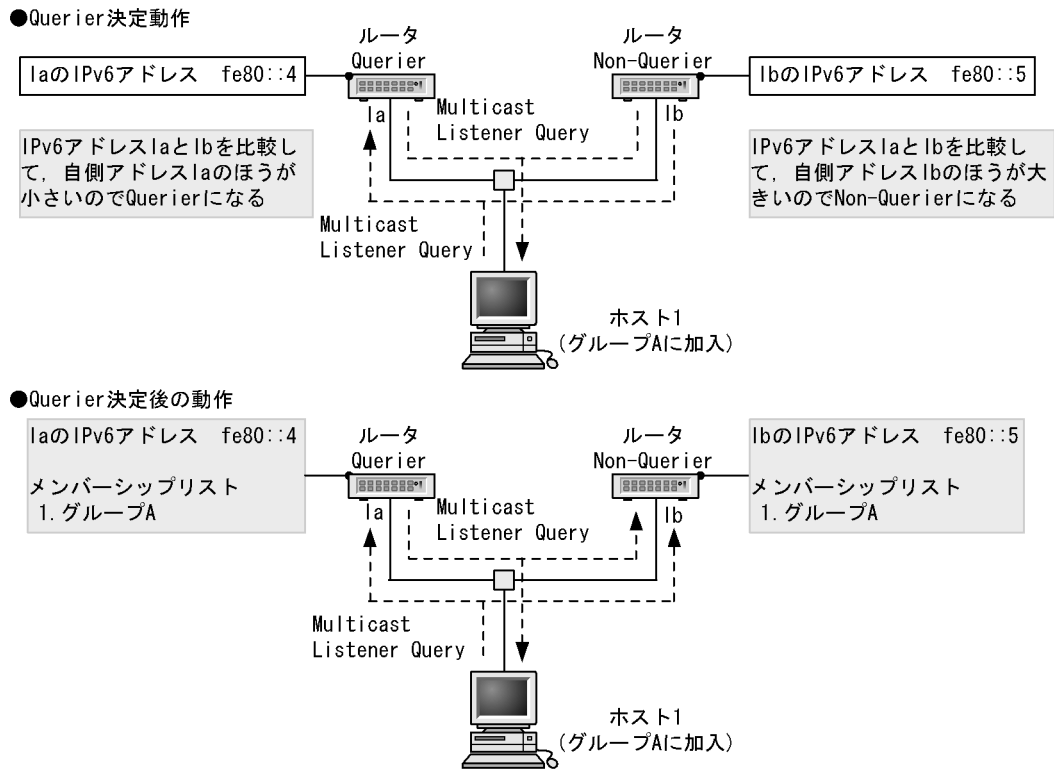 ●Querier決定動作
ルータ
Querier
ルータ
Non-Querier
IaのIPv6アドレス fe80::4
IbのIPv6アドレス fe80::5
Ia
Multicast
Listener Query
Ib
IPv6アドレスIaとIbを比較し
て，自側アドレスIaのほうが
小さいのでQuerierになる
IPv6アドレスIaとIbを比較し
て，自側アドレスIbのほうが大
きいのでNon-Querierになる
Multicast
Listener Query
ホスト1
(グループAに加入)
●Querier決定後の動作
IaのIPv6アドレス fe80::4
メンバーシップリスト
1.グループA
ルータ
Querier
ルータ
Non-Querier
IbのIPv6アドレス fe80::5
メンバーシップリスト
1.グループA
Ia
Multicast
Listener Query
Ib
Multicast
Listener Query
ホスト1
(グループAに加入)